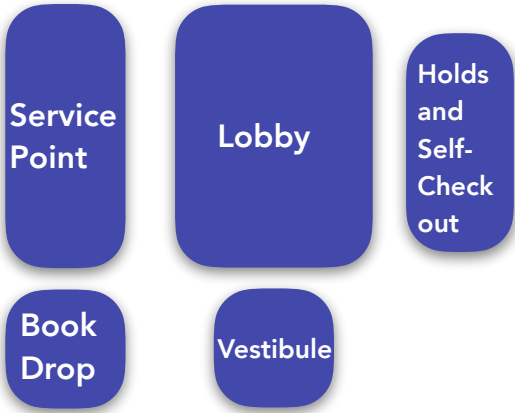 Service
Point
Lobby
Holds
and
Self-
Check
out
Book
Drop
Vestibule